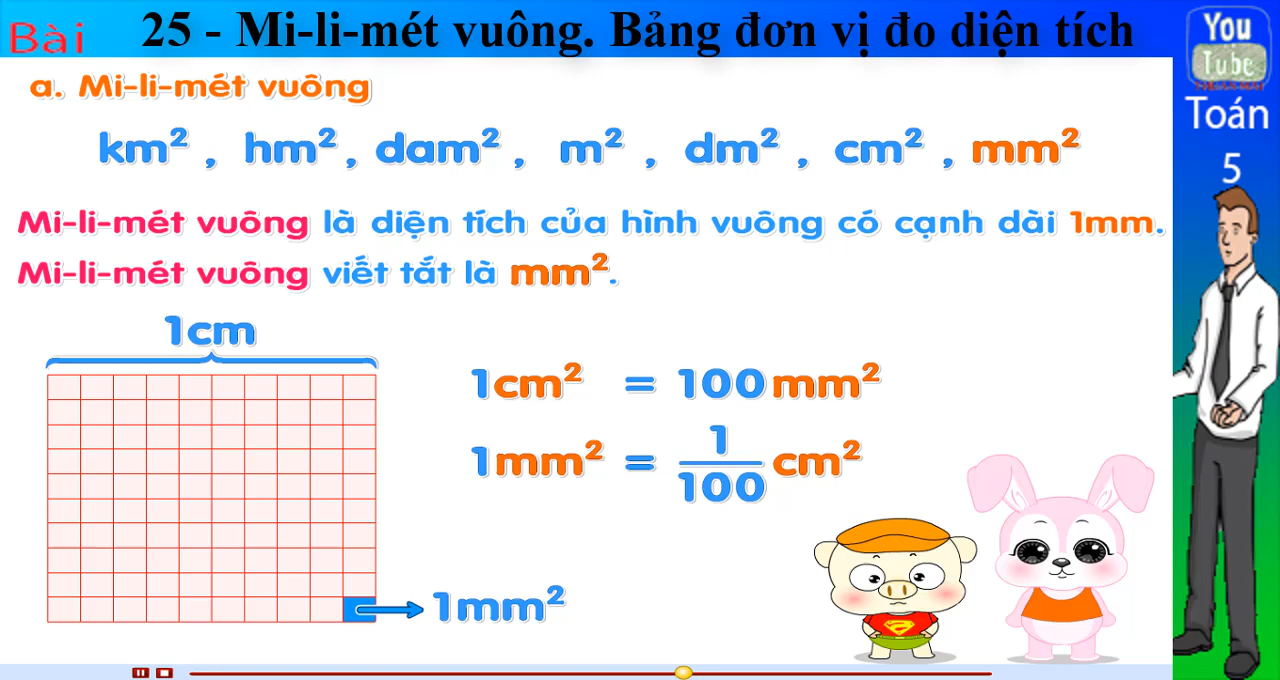 Bài 25 - Mi-li-mét vuông. Bảng đơn vị đo diện tích
You
Tube
Toán
5
a. Mi-li-mét vuông
km², hm², dam², m², dm², cm², mm²
Mi-li-mét vuông là diện tích của hình vuông có cạnh dài 1mm.
Mi-li-mét vuông viết tắt là mm².
1cm
1cm² = 100mm²
1mm² = 1/100 cm²
1mm²